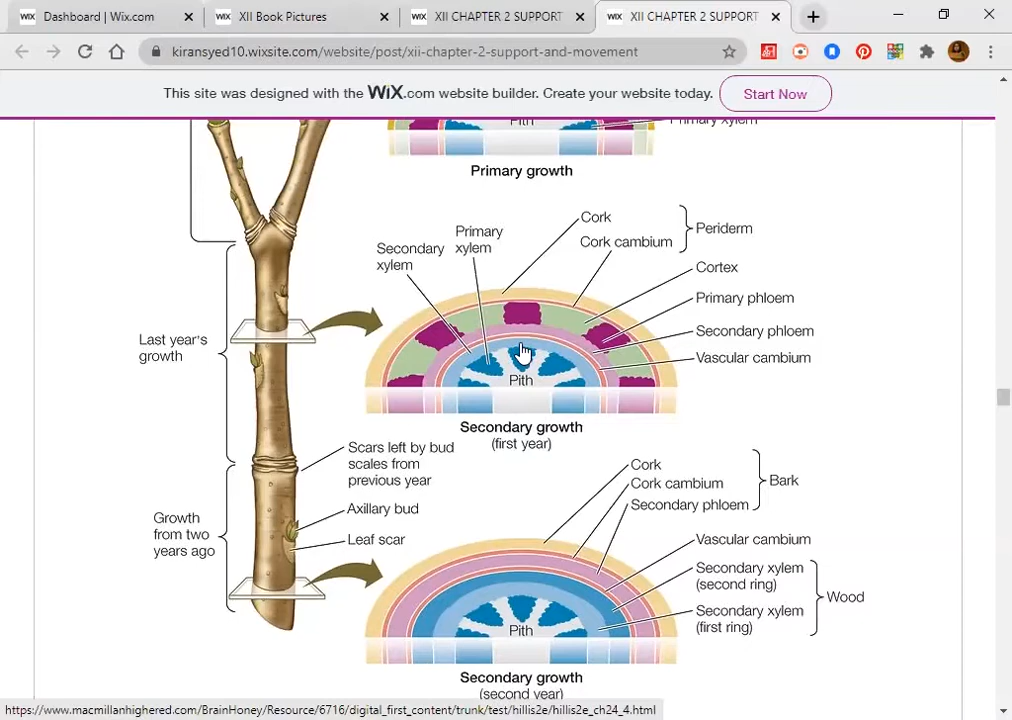 Dashboard | Wix.com
XII Book Pictures
XII CHAPTER 2 SUPPORT
XII CHAPTER 2 SUPPORT
kiransyed10.wixsite.com/website/post/xii-chapter-2-support-and-movement
This site was designed with the WiX.com website builder. Create your website today.
Start Now
Pith
Primary xylem
Primary growth
Cork
Cork cambium
Periderm
Primary
xylem
Secondary
xylem
Cortex
Primary phloem
Secondary phloem
Vascular cambium
Last year's
growth
Pith
Secondary growth
(first year)
Scars left by bud
scales from
previous year
Axillary bud
Leaf scar
Growth
from two
years ago
Cork
Cork cambium
Secondary phloem
Bark
Vascular cambium
Secondary xylem
(second ring)
Secondary xylem
(first ring)
Wood
Pith
Secondary growth
(second year)
https://www.macmillanhighered.com/BrainHoney/Resource/6716/digital_first_content/trunk/test/hillis2e/hillis2e_ch24_4.html